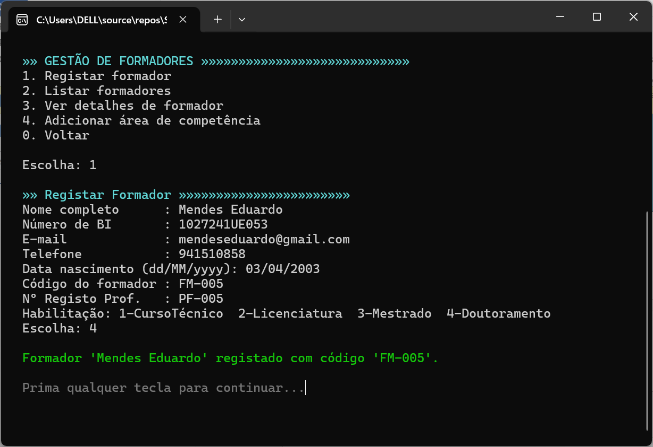 C:\Users\DELL\source\repos\S
»» GESTÃO DE FORMADORES »»»»»»»»»»»»»»»»»»»»»»»»»»»»
1. Registar formador
2. Listar formadores
3. Ver detalhes de formador
4. Adicionar área de competência
0. Voltar
Escolha: 1
»» Registar Formador »»»»»»»»»»»»»»»»»»»»»»»
Nome completo      : Mendes Eduardo
Número de BI       : 1027241UE053
E-mail             : mendeseduardo@gmail.com
Telefone           : 941510858
Data nascimento (dd/MM/yyyy): 03/04/2003
Código do formador : FM-005
Nº Registo Prof.   : PF-005
Habilitação: 1-CursoTécnico  2-Licenciatura  3-Mestrado  4-Doutoramento
Escolha: 4
Formador 'Mendes Eduardo' registado com código 'FM-005'.
Prima qualquer tecla para continuar...